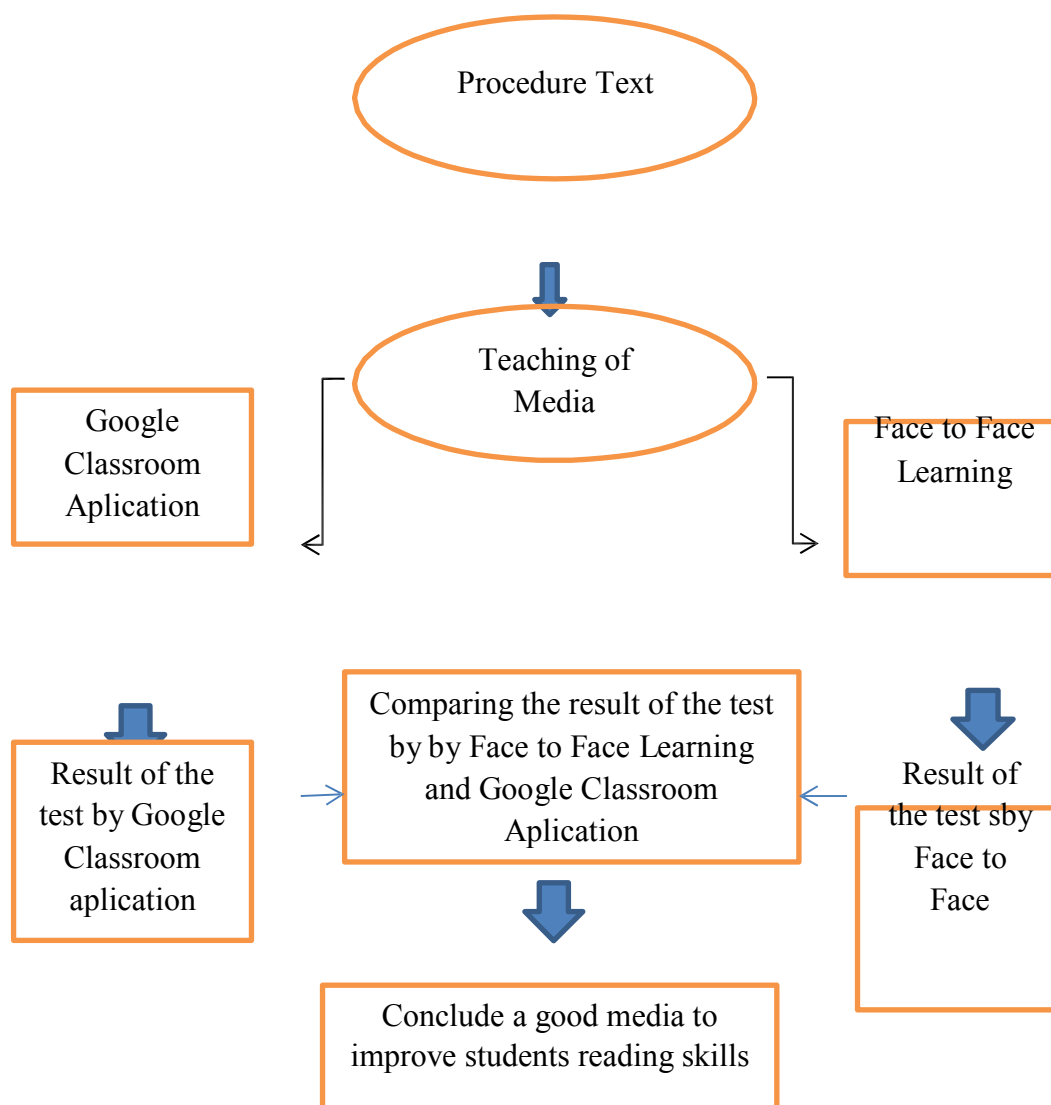 Procedure Text
Teaching of
Media
Google
Classroom
Aplication
Face to Face
Learning
Comparing the result of the test
by by Face to Face Learning
and Google Classroom
Aplication
Result of the
test by Google
Classroom
aplication
Result of
the test sby
Face to
Face
Conclude a good media to
improve students reading skills